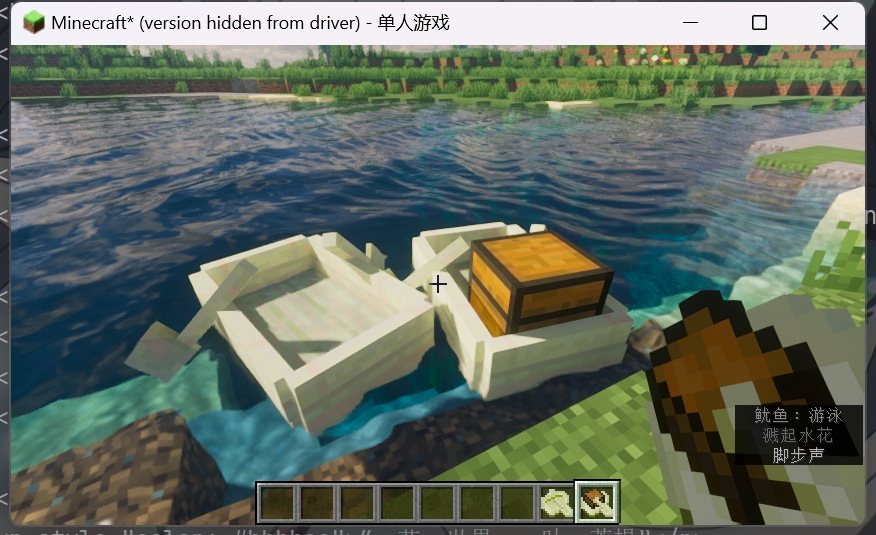 Minecraft* (version hidden from driver) - 单人游戏
鱿鱼：游泳
溅起水花
脚步声